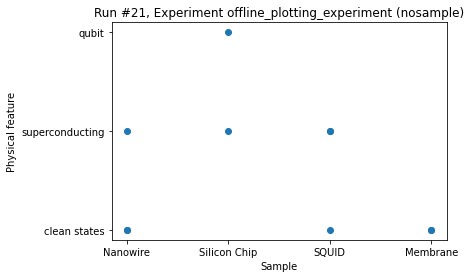 Run #21, Experiment offline_plotting_experiment (nosample)
qubit
superconducting
clean states
Physical feature
Nanowire Silicon Chip SQUID Membrane
Sample